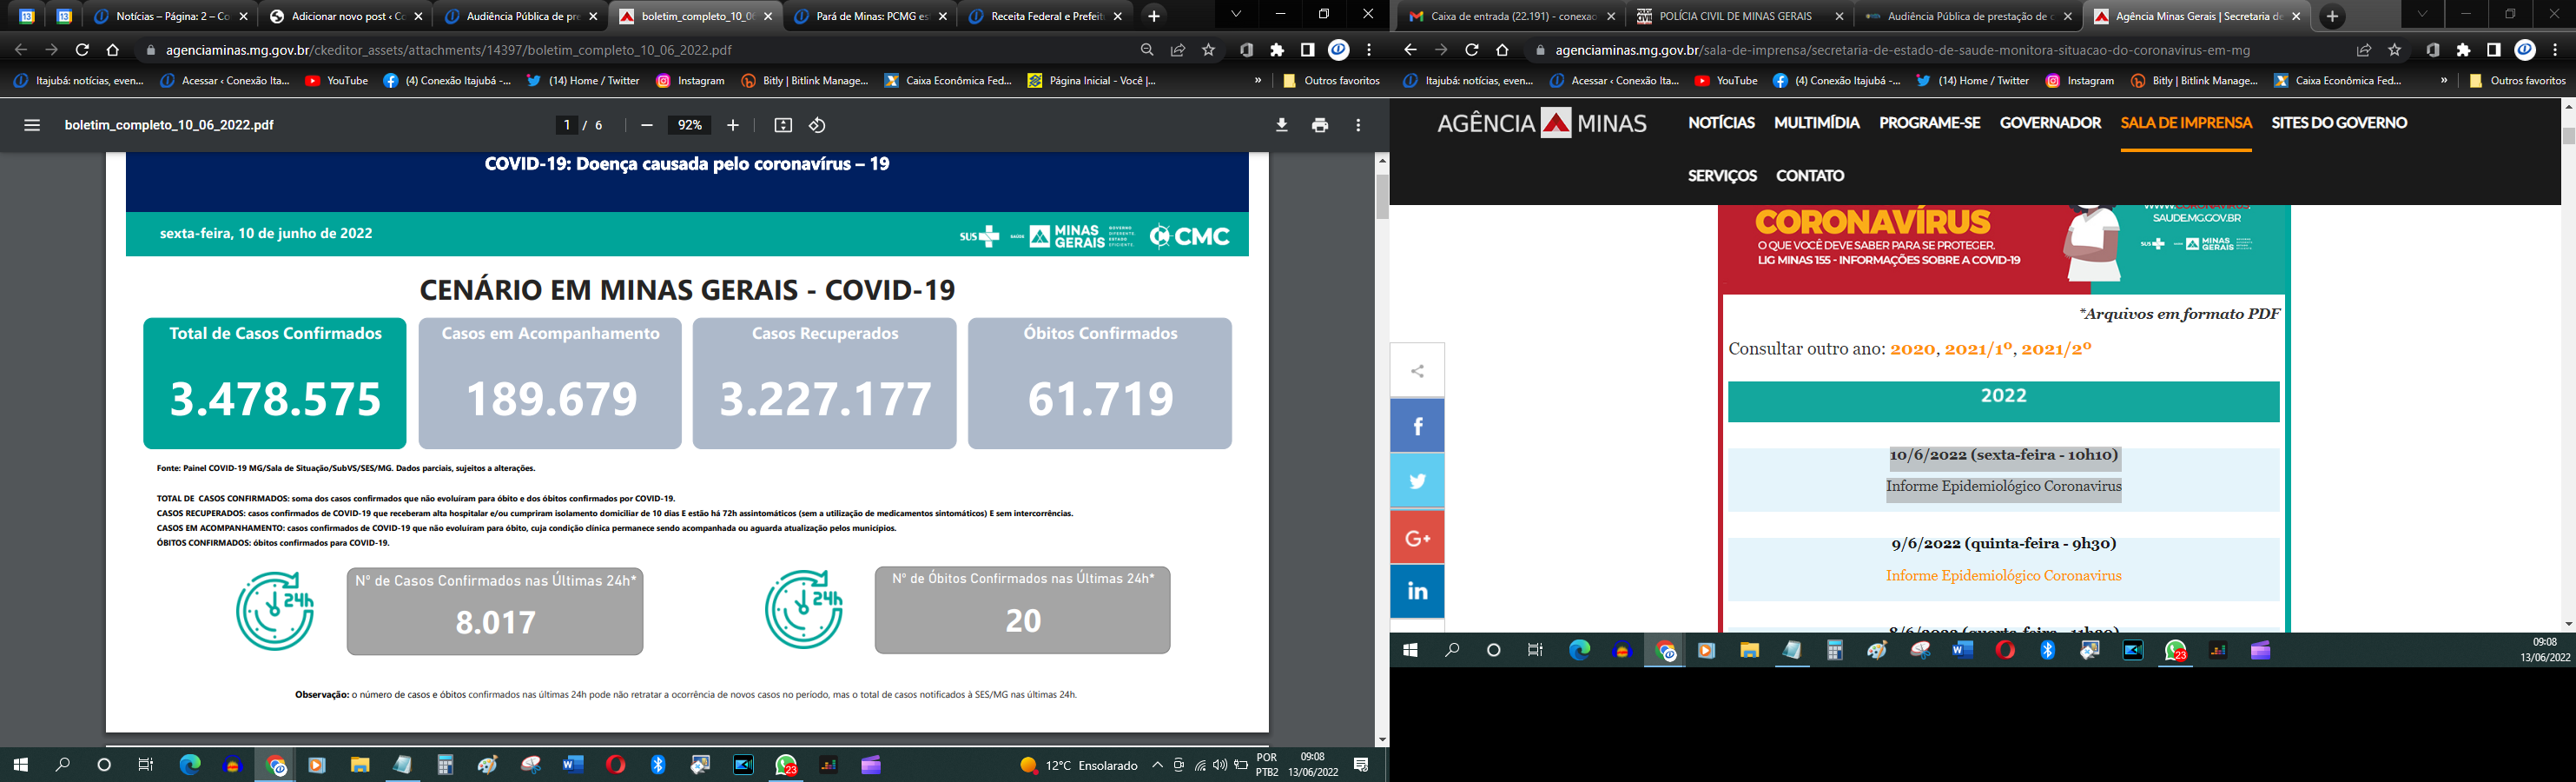 Notícias – Página: 2 – Co
Adicionar novo post ‹ Co
Audiência Pública de pre
boletim_completo_10_06
Pará de Minas: PCMG es
Receita Federal e Prefeit
agenciaminas.mg.gov.br/ckeditor_assets/attachments/14397/boletim_completo_10_06_2022.pdf
Itajubá: notícias, even...
Acessar ‹ Conexão Ita...
YouTube
(4) Conexão Itajubá -...
(14) Home / Twitter
Instagram
Bitly | Bitlink Manage...
Caixa Econômica Fed...
Página Inicial - Você |...
»
Outros favoritos
boletim_completo_10_06_2022.pdf
1 / 6
92%
COVID-19: Doença causada pelo coronavírus – 19
sexta-feira, 10 de junho de 2022
SUS
MINAS GERAIS
CMC
CENÁRIO EM MINAS GERAIS - COVID-19
Total de Casos Confirmados
3.478.575
Casos em Acompanhamento
189.679
Casos Recuperados
3.227.177
Óbitos Confirmados
61.719
Fonte: Painel COVID-19 MG/Sala de Situação/SubVS/SES/MG. Dados parciais, sujeitos a alterações.
TOTAL DE CASOS CONFIRMADOS: soma dos casos confirmados que não evoluíram para óbito e dos óbitos confirmados por COVID-19.
CASOS RECUPERADOS: casos confirmados de COVID-19 que receberam alta hospitalar e/ou cumpriram isolamento domiciliar de 10 dias E estão há 72h assintomáticos (sem a utilização de medicamentos sintomáticos) E sem intercorrências.
CASOS EM ACOMPANHAMENTO: casos confirmados de COVID-19 que não evoluíram para óbito, cuja condição clínica permanece sendo acompanhada ou aguarda atualização pelos municípios.
ÓBITOS CONFIRMADOS: óbitos confirmados para COVID-19.
24h
Nº de Casos Confirmados nas Últimas 24h*
8.017
24h
Nº de Óbitos Confirmados nas Últimas 24h*
20
Observação: o número de casos e óbitos confirmados nas últimas 24h pode não retratar a ocorrência de novos casos no período, mas o total de casos notificados à SES/MG nas últimas 24h.
23
12°C Ensolarado
POR
PTB2
09:08
13/06/2022
Caixa de entrada (22.191) - conexao
POLÍCIA CIVIL DE MINAS GERAIS
Audiência Pública de prestação de c
Agência Minas Gerais | Secretaria de
agenciaminas.mg.gov.br/sala-de-imprensa/secretaria-de-estado-de-saude-monitora-situacao-do-coronavirus-em-mg
Itajubá: notícias, even...
Acessar ‹ Conexão Ita...
YouTube
(4) Conexão Itajubá -...
(14) Home / Twitter
Instagram
Bitly | Bitlink Manage...
Caixa Econômica Fed...
»
Outros favoritos
AGÊNCIA MINAS
NOTÍCIAS
MULTIMÍDIA
PROGRAME-SE
GOVERNADOR
SALA DE IMPRENSA
SITES DO GOVERNO
SERVIÇOS
CONTATO
CORONAVÍRUS
O QUE VOCÊ DEVE SABER PARA SE PROTEGER.
LIG MINAS 155 - INFORMAÇÕES SOBRE A COVID-19
WWW.CORONAVIRUS.
SAUDE.MG.GOV.BR
SUS
MINAS GERAIS
*Arquivos em formato PDF
Consultar outro ano: 2020, 2021/1º, 2021/2º
2022
10/6/2022 (sexta-feira - 10h10)
Informe Epidemiológico Coronavirus
9/6/2022 (quinta-feira - 9h30)
Informe Epidemiológico Coronavirus
8/6/2022 (quarta-feira - 11h30)
23
09:08
13/06/2022